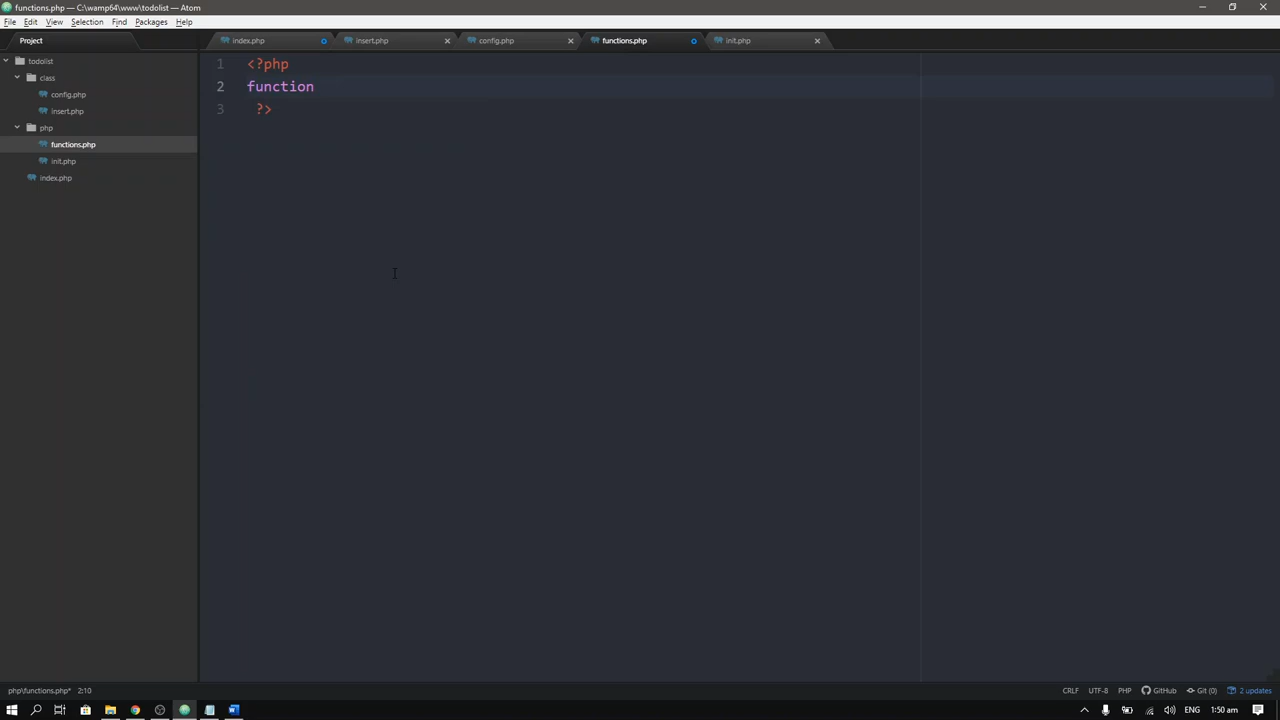 functions.php — C:\wamp64\www\todolist — Atom
File Edit View Selection Find Packages Help
Project
index.php
insert.php
config.php
functions.php
init.php
todolist
class
config.php
insert.php
php
functions.php
init.php
index.php
1 <?php
2 function
3 ?>
php\functions.php* 2:10
CRLF UTF-8 PHP GitHub Git (0) 2 updates
ENG 1:50 am